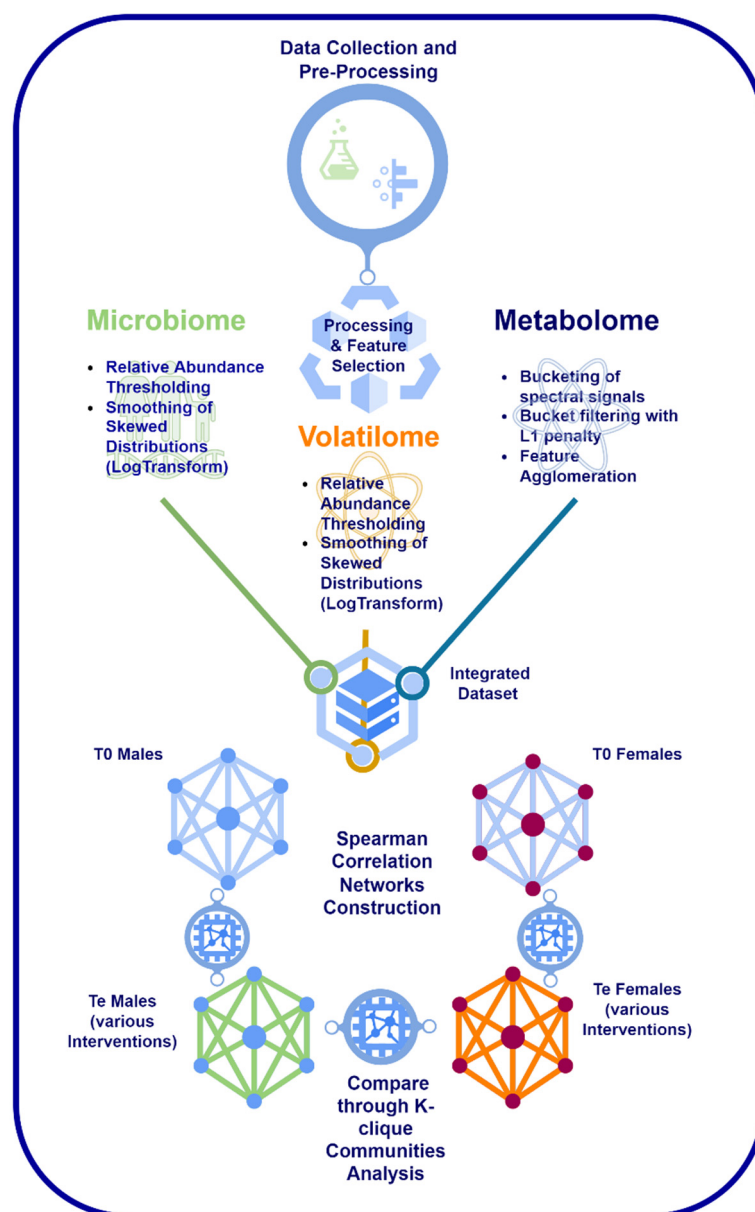 Data Collection and
Pre-Processing
Processing
& Feature
Selection
Microbiome
• Relative Abundance
Thresholding
• Smoothing of
Skewed
Distributions
(LogTransform)
Volatilome
• Relative
Abundance
Thresholding
• Smoothing of
Skewed
Distributions
(LogTransform)
Metabolome
• Bucketing of
spectral signals
• Bucket filtering with
L1 penalty
• Feature
Agglomeration
Integrated
Dataset
T0 Males
T0 Females
Spearman
Correlation
Networks
Construction
Te Males
(various
Interventions)
Te Females
(various
Interventions)
Compare
through K-
clique
Communities
Analysis